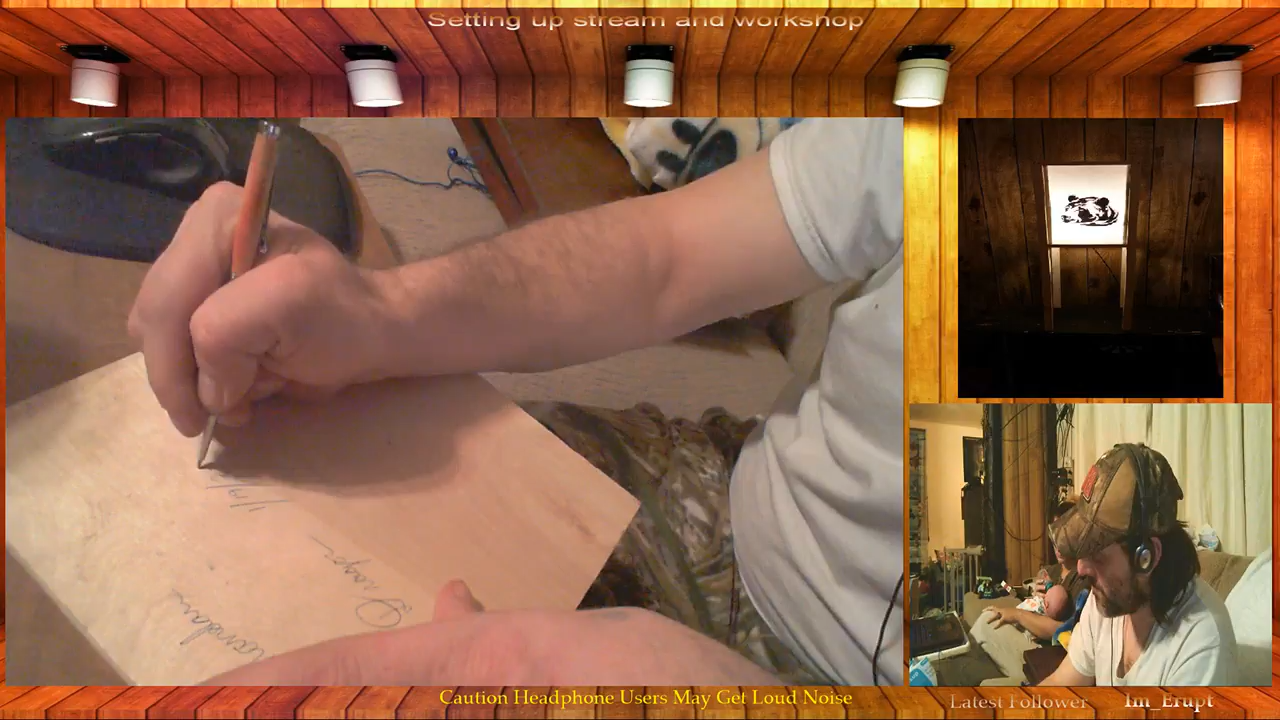 Setting up stream and workshop
Caution Headphone Users May Get Loud Noise
Latest Follower Im_Erupt